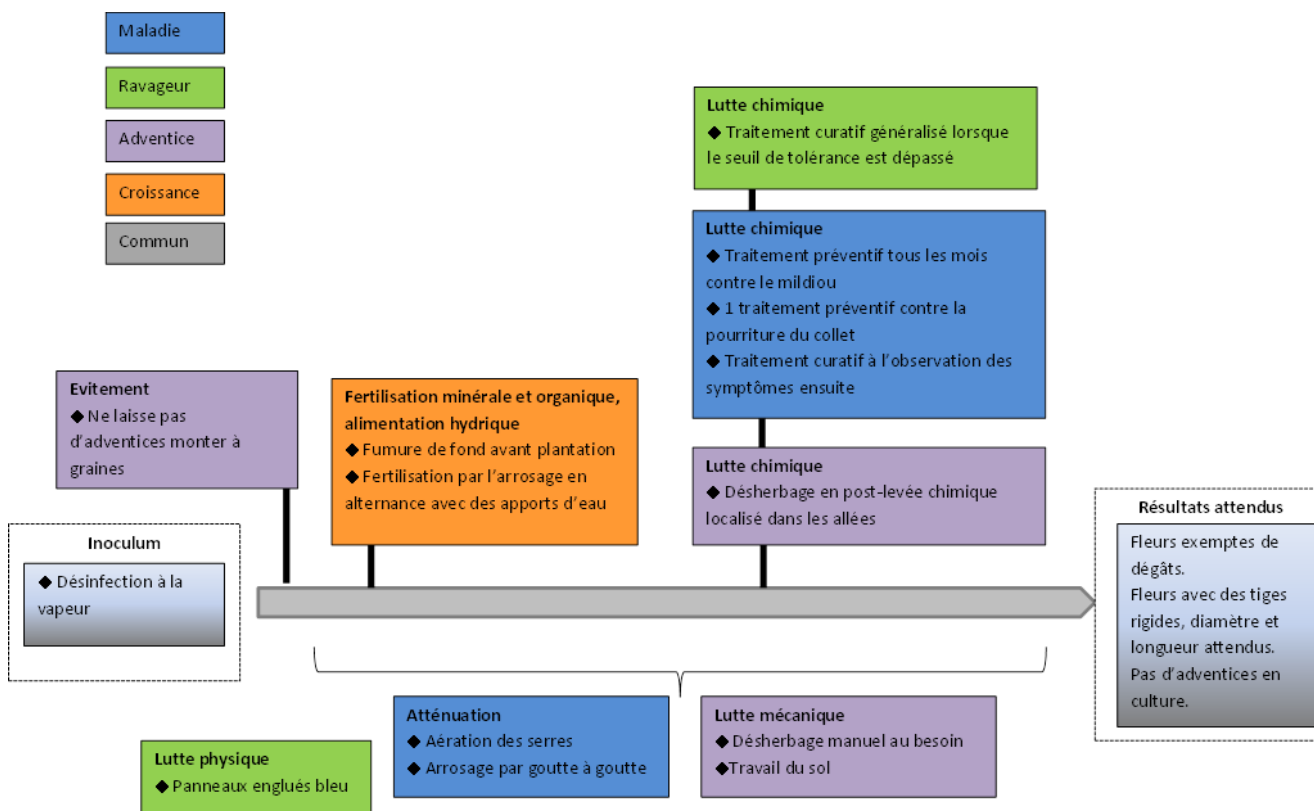 Maladie
Ravageur
Adventice
Croissance
Commun
Lutte chimique
◆ Traitement curatif généralisé lorsque
le seuil de tolérance est dépassé
Lutte chimique
◆ Traitement préventif tous les mois
contre le mildiou
◆ 1 traitement préventif contre la
pourriture du collet
◆ Traitement curatif à l'observation des
symptômes ensuite
Evitement
◆ Ne laisse pas
d'adventices monter à
graines
Fertilisation minérale et organique,
alimentation hydrique
◆ Fumure de fond avant plantation
◆ Fertilisation par l'arrosage en
alternance avec des apports d'eau
Lutte chimique
◆ Désherbage en post-levée chimique
localisé dans les allées
Inoculum
◆ Désinfection à la
vapeur
Résultats attendus
Fleurs exemptes de
dégâts.
Fleurs avec des tiges
rigides, diamètre et
longueur attendus.
Pas d'adventices en
culture.
Atténuation
◆ Aération des serres
◆ Arrosage par goutte à goutte
Lutte mécanique
◆ Désherbage manuel au besoin
◆Travail du sol
Lutte physique
◆ Panneaux englués bleu